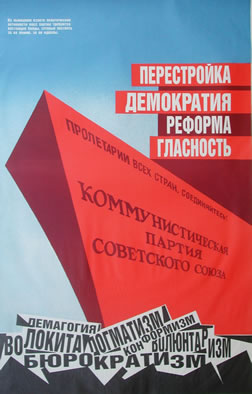 ПЕРЕСТРОЙКА
ДЕМОКРАТИЯ
РЕФОРМА
ГЛАСНОСТЬ
ПРОЛЕТАРИИ ВСЕХ СТРАН, СОЕДИНЯЙТЕСЬ!
КОММУНИСТИЧЕСКАЯ
ПАРТИЯ
СОВЕТСКОГО СОЮЗА
ДЕМАГОГИЯ
ВОЛОКИТА ДОГМАТИЗМ
КОНФОРМИЗМ
ВОЛЮНТАРИЗМ
БЮРОКРАТИЗМ